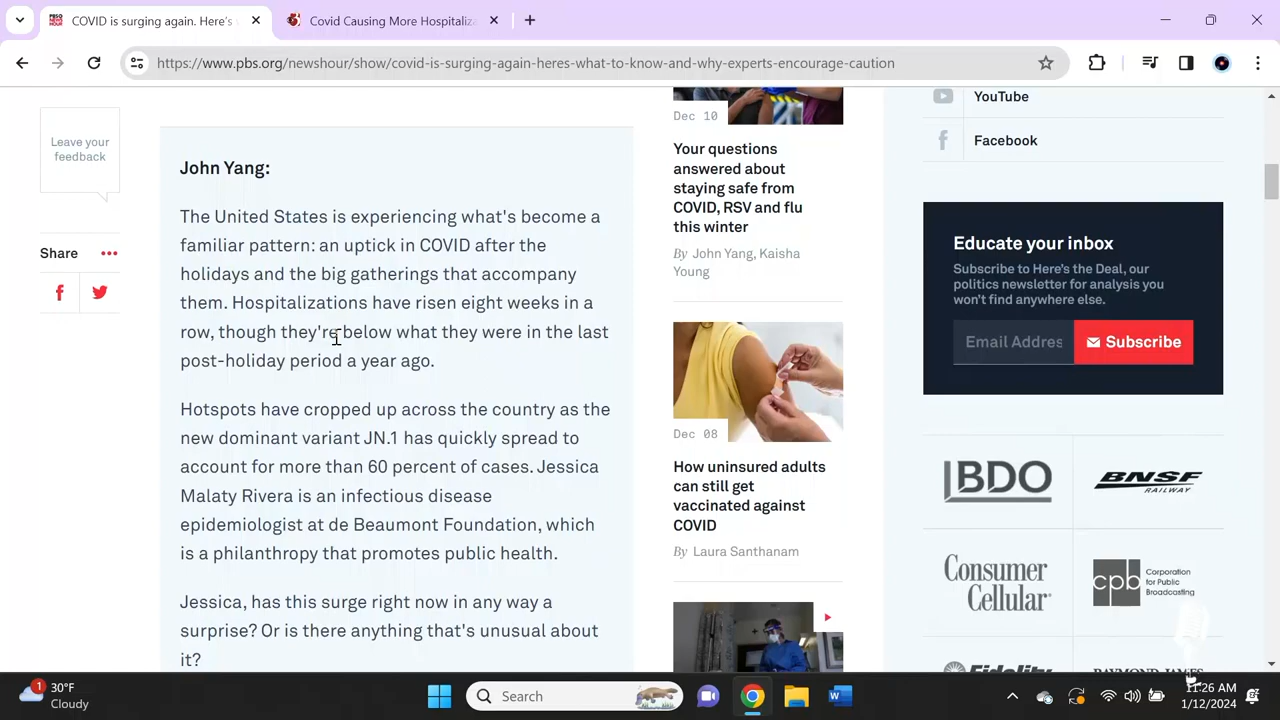 COVID is surging again. Here's
Covid Causing More Hospitaliz
https://www.pbs.org/newshour/show/covid-is-surging-again-heres-what-to-know-and-why-experts-encourage-caution
Leave your
feedback
Share
John Yang:
The United States is experiencing what's become a
familiar pattern: an uptick in COVID after the
holidays and the big gatherings that accompany
them. Hospitalizations have risen eight weeks in a
row, though they're below what they were in the last
post-holiday period a year ago.
Hotspots have cropped up across the country as the
new dominant variant JN.1 has quickly spread to
account for more than 60 percent of cases. Jessica
Malaty Rivera is an infectious disease
epidemiologist at de Beaumont Foundation, which
is a philanthropy that promotes public health.
Jessica, has this surge right now in any way a
surprise? Or is there anything that's unusual about
it?
Dec 10
Your questions
answered about
staying safe from
COVID, RSV and flu
this winter
By John Yang, Kaisha
Young
Dec 08
How uninsured adults
can still get
vaccinated against
COVID
By Laura Santhanam
YouTube
Facebook
Educate your inbox
Subscribe to Here's the Deal, our
politics newsletter for analysis you
won't find anywhere else.
Email Addres
Subscribe
BDO
BNSF
RAILWAY
Consumer
Cellular
cpb
Corporation
for Public
Broadcasting
Fidelity
RAYMOND JAMES
1
30°F
Cloudy
Search
11:26 AM
1/12/2024